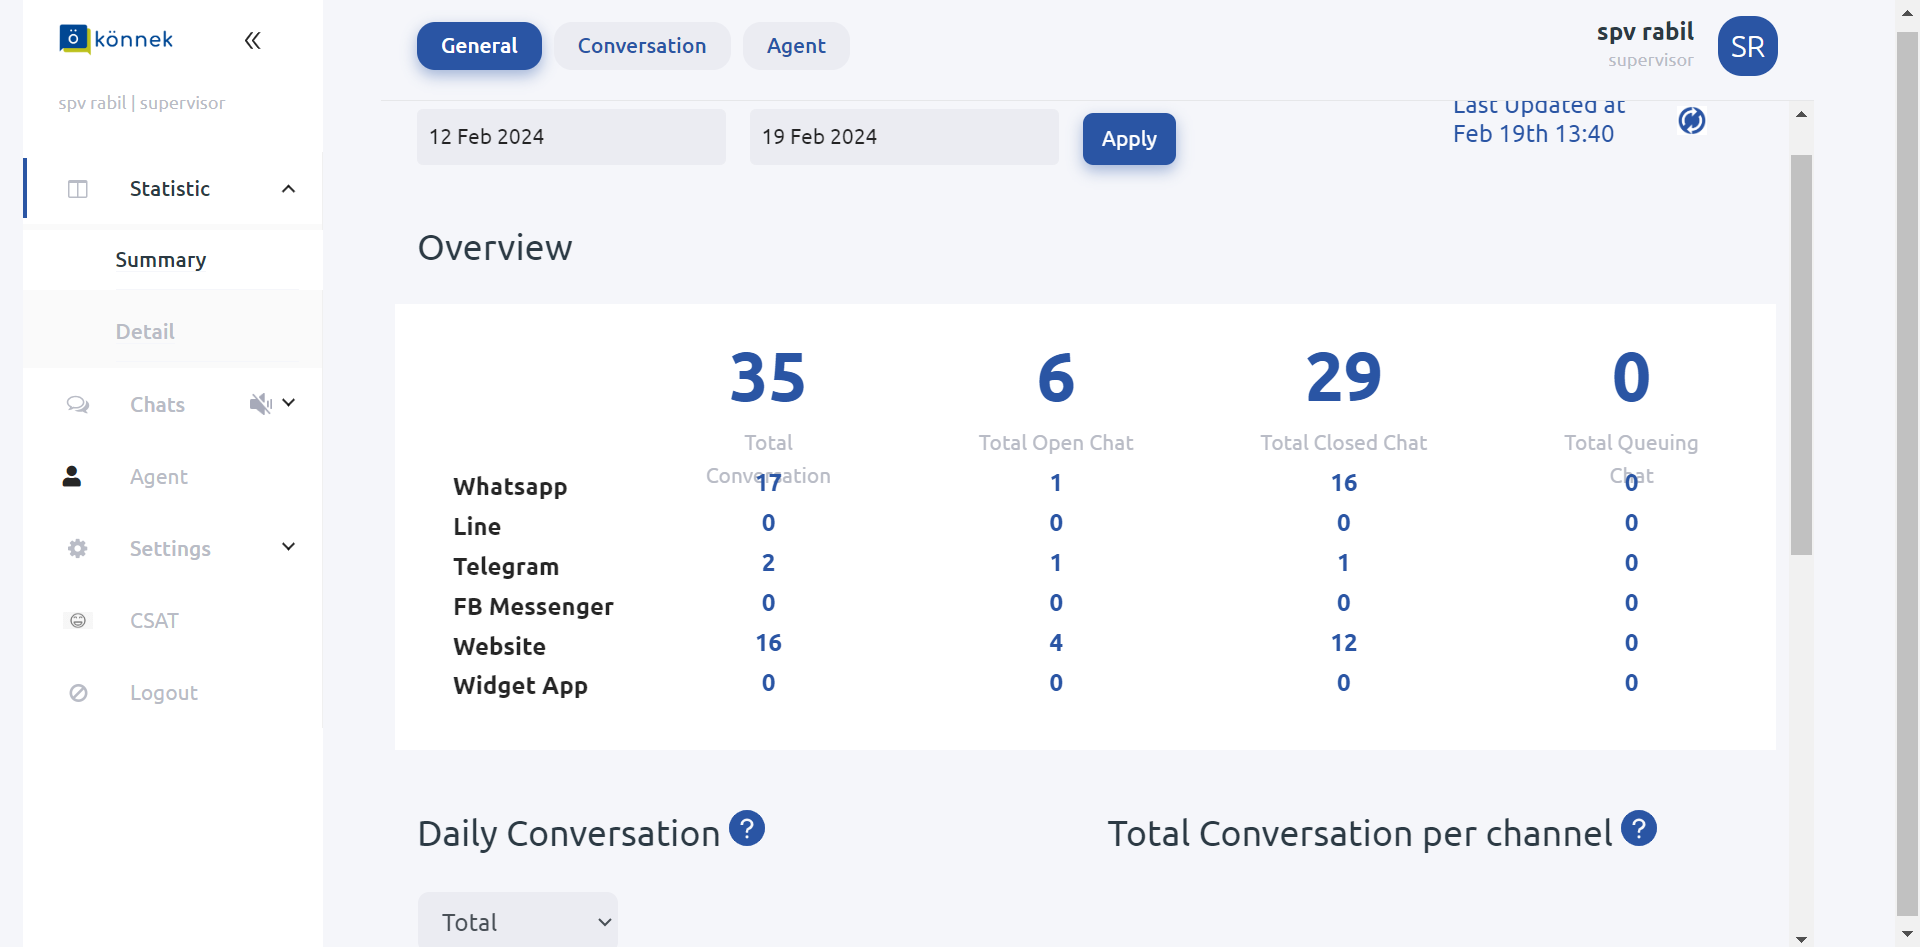 könnek
spv rabil | supervisor
Statistic
Summary
Detail
Chats
Agent
Settings
CSAT
Logout
General
Conversation
Agent
spv rabil
supervisor
SR
12 Feb 2024
19 Feb 2024
Apply
Last Updated at
Feb 19th 13:40
Overview
35 6 29 0
Total
Conversation
Total Open Chat
Total Closed Chat
Total Queuing
Chat
Whatsapp 17 1 16 0
Line 0 0 0 0
Telegram 2 1 1 0
FB Messenger 0 0 0 0
Website 16 4 12 0
Widget App 0 0 0 0
Daily Conversation ?
Total Conversation per channel ?
Total